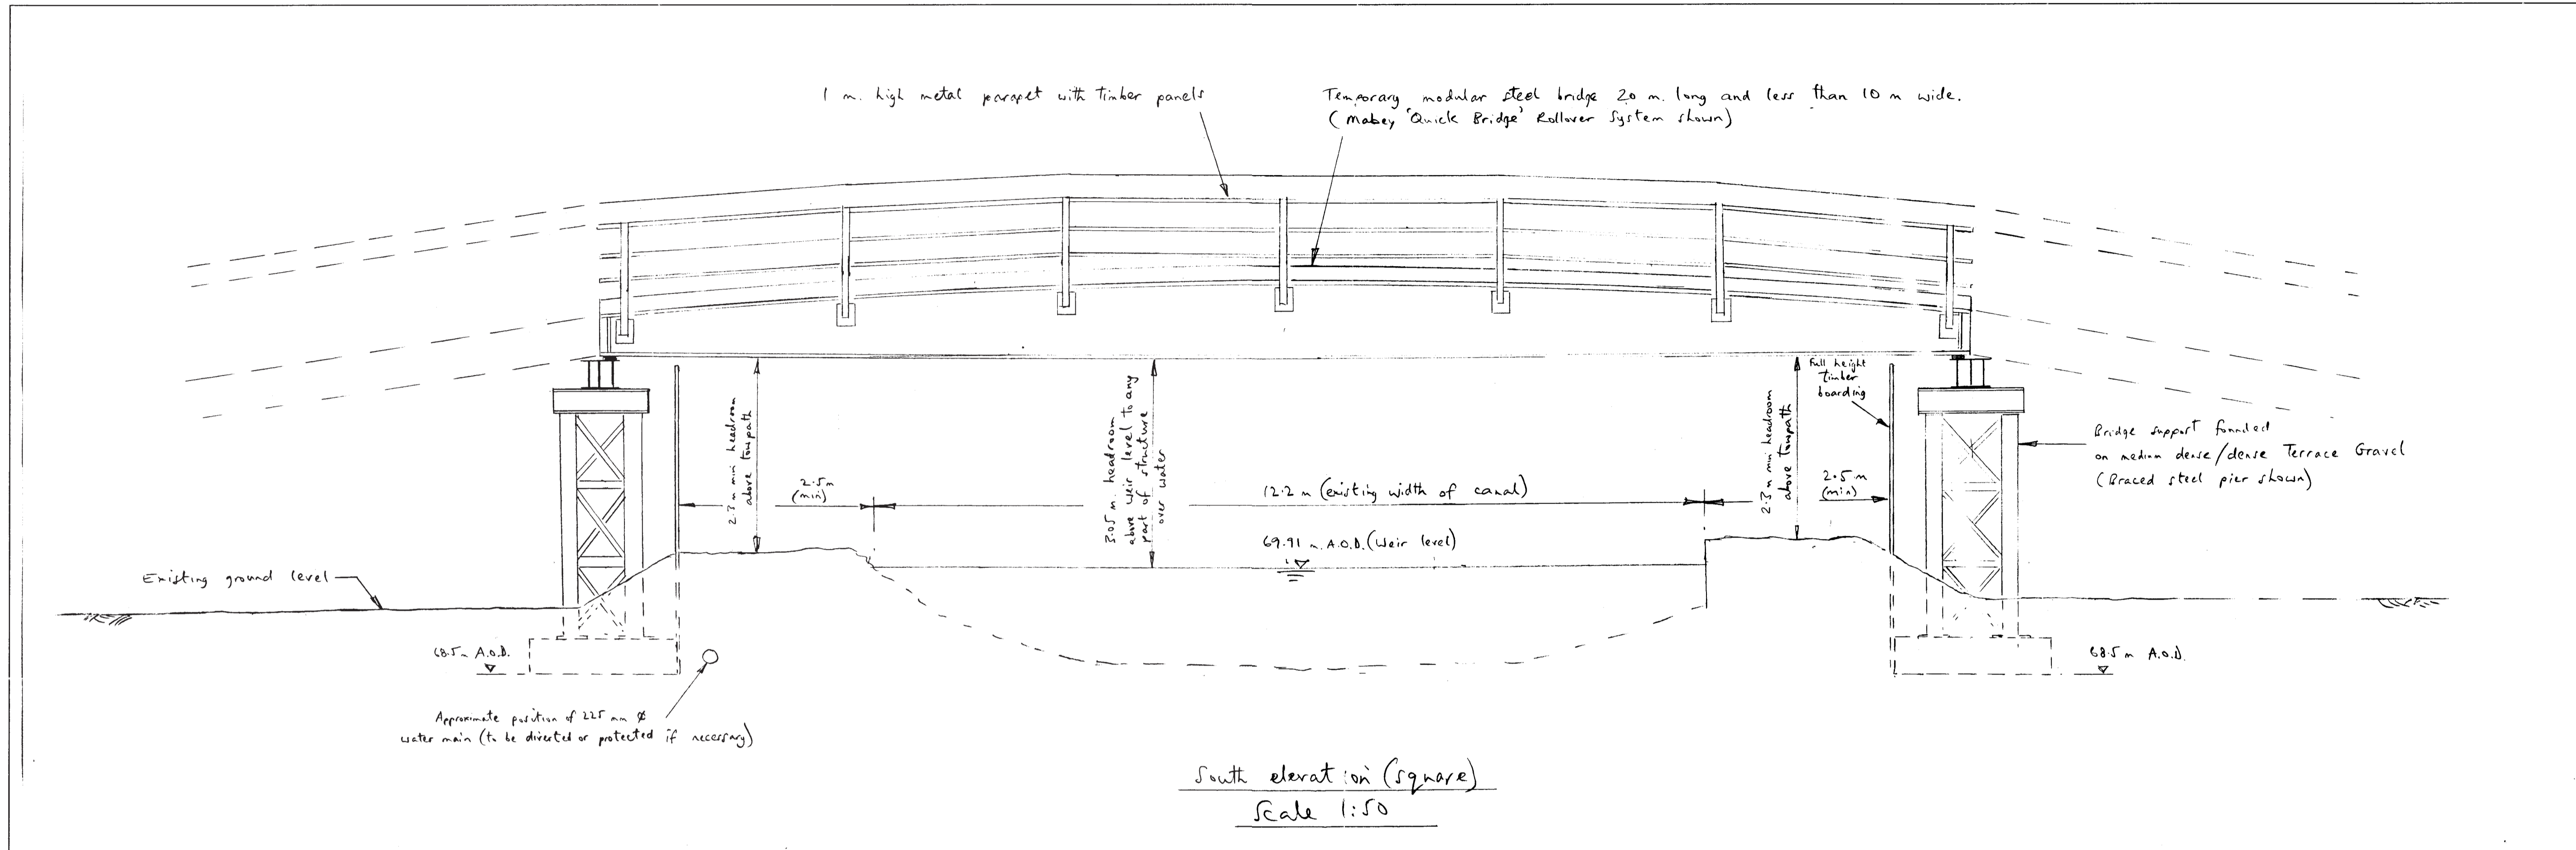 1 m. high metal parapet with timber panels
Temporary modular steel bridge 20 m. long and less than 10 m wide.
(Mabey 'Quick Bridge' Rollover System shown)
Full height
timber
boarding
2.3 m min headroom
above towpath
3.05 m. headroom
above weir level to any
part of structure
over water
2.3 m min headroom
above towpath
Bridge support founded
on medium dense/dense Terrace Gravel
(Braced steel pier shown)
2.5m
(min)
12.2 m (existing width of canal)
2.5 m
(min)
69.91 m. A.O.D. (Weir level)
Existing ground level
68.5 m A.O.D.
68.5 m A.O.D.
Approximate position of 225 mm ø
water main (to be diverted or protected if necessary)
South elevation (square)
Scale 1:50